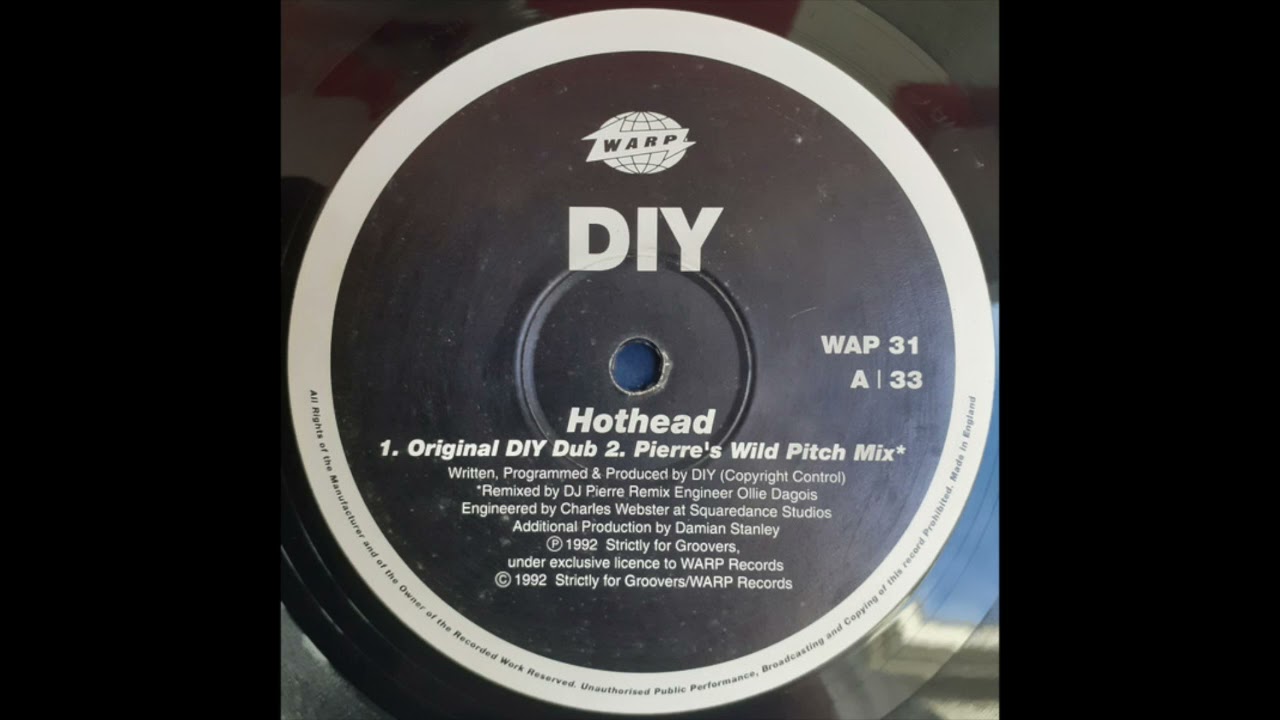 WARP
DIY
WAP 31
A | 33
Hothead
1. Original DIY Dub 2. Pierre's Wild Pitch Mix*
Written, Programmed & Produced by DIY (Copyright Control)
*Remixed by DJ Pierre Remix Engineer Ollie Dagois
Engineered by Charles Webster at Squaredance Studios
Additional Production by Damian Stanley
℗ 1992 Strictly for Groovers,
under exclusive licence to WARP Records
© 1992 Strictly for Groovers/WARP Records
All Rights of the Manufacturer and of the Owner of the Recorded Work Reserved. Unauthorised Public Performance, Broadcasting and Copying of this record Prohibited. Made in England